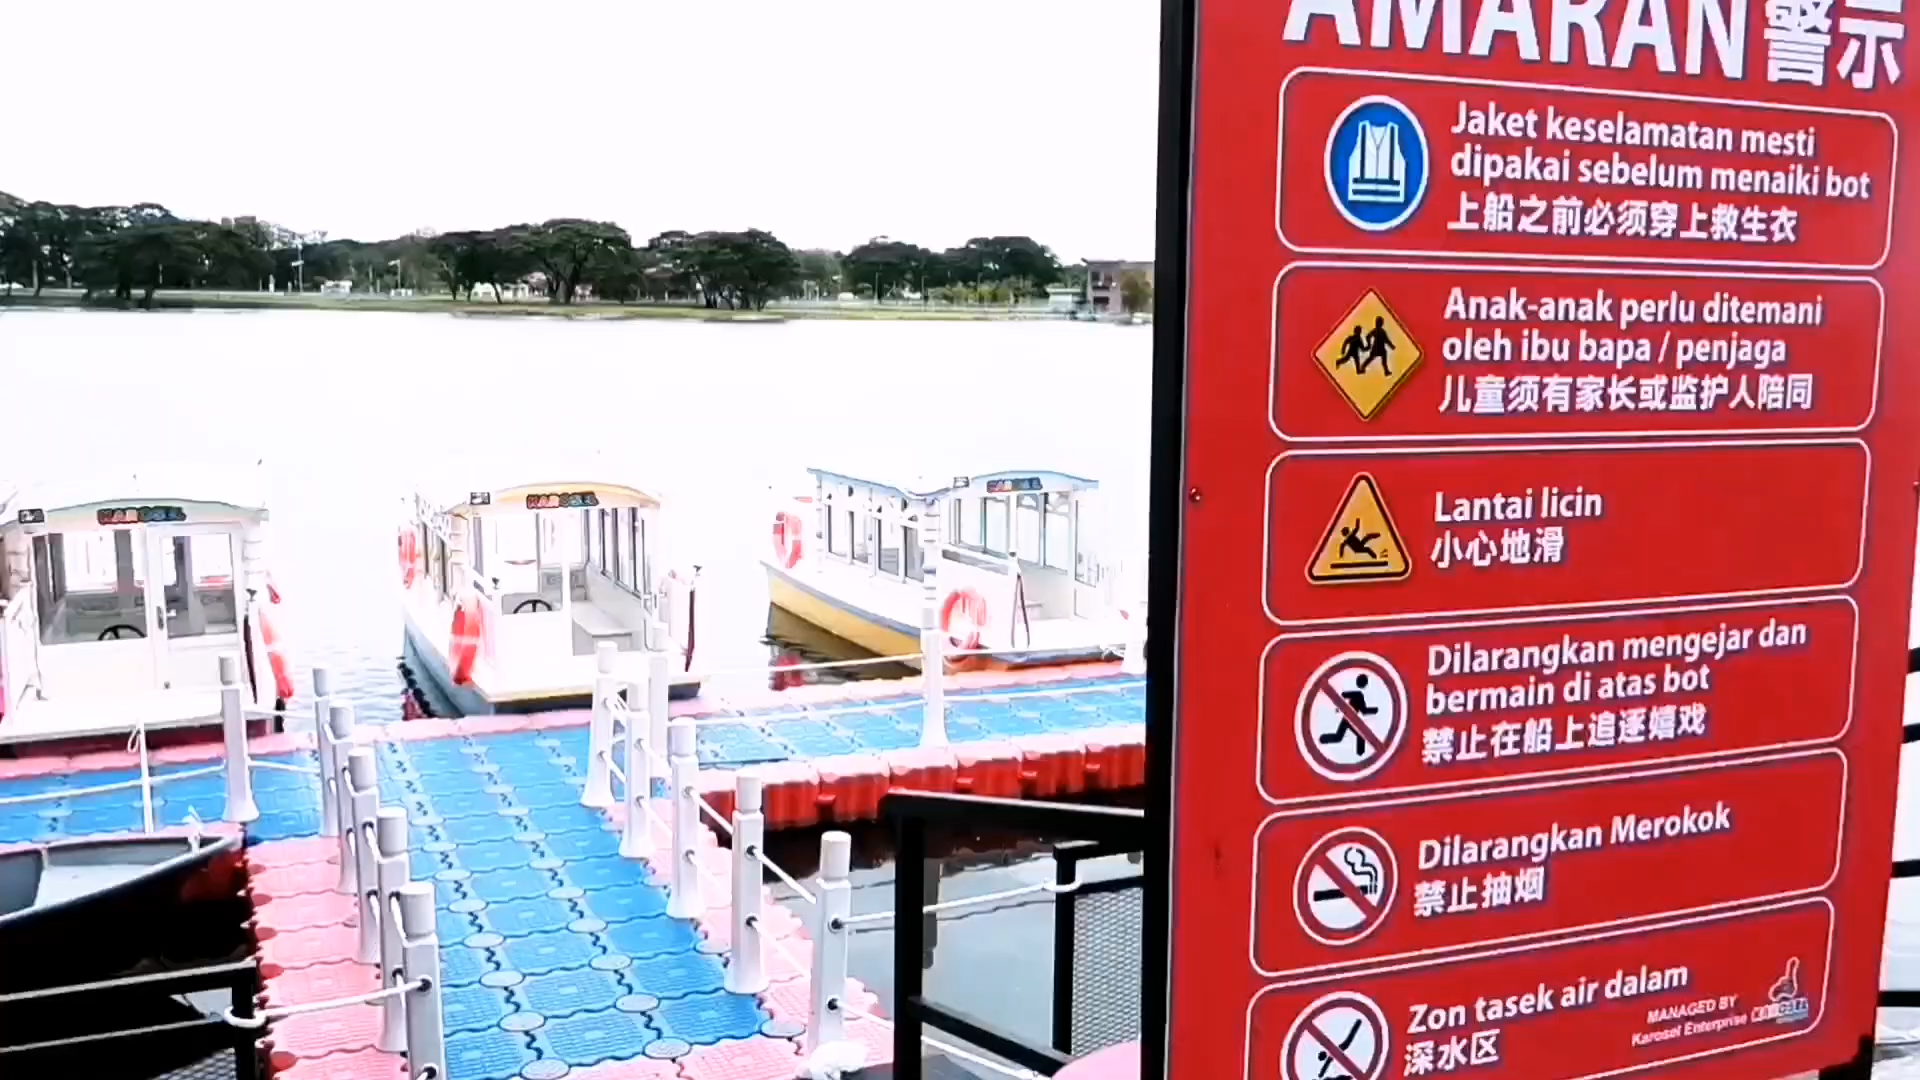 AMARAN 警示
Jaket keselamatan mesti
dipakai sebelum menaiki bot
上船之前必须穿上救生衣
Anak-anak perlu ditemani
oleh ibu bapa / penjaga
儿童须有家长或监护人陪同
Lantai licin
小心地滑
Dilarangkan mengejar dan
bermain di atas bot
禁止在船上追逐嬉戏
Dilarangkan Merokok
禁止抽烟
Zon tasek air dalam
深水区
MANAGED BY
Karosel Enterprise KAROSEL
KAROSEL
KAROSEL
KAROSEL